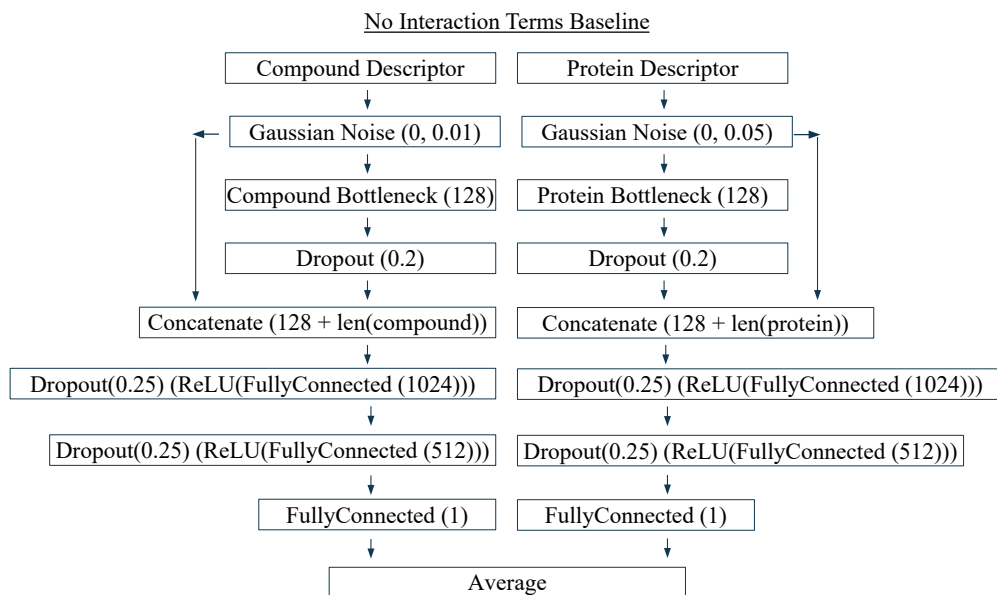 No Interaction Terms Baseline
Compound Descriptor
Protein Descriptor
Gaussian Noise (0, 0.01)
Gaussian Noise (0, 0.05)
Compound Bottleneck (128)
Protein Bottleneck (128)
Dropout (0.2)
Dropout (0.2)
Concatenate (128 + len(compound))
Concatenate (128 + len(protein))
Dropout(0.25) (ReLU(FullyConnected (1024)))
Dropout(0.25) (ReLU(FullyConnected (1024)))
Dropout(0.25) (ReLU(FullyConnected (512)))
Dropout(0.25) (ReLU(FullyConnected (512)))
FullyConnected (1)
FullyConnected (1)
Average